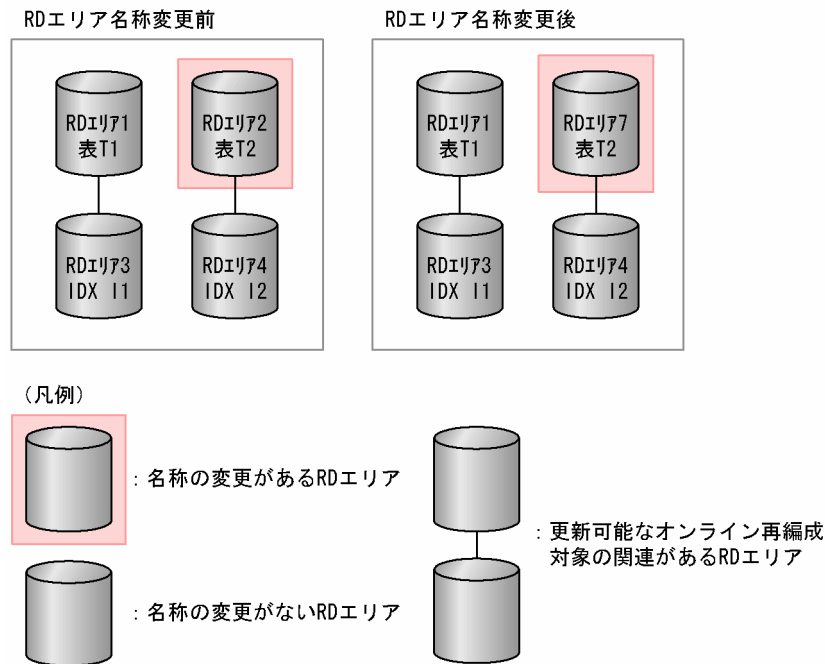 RDエリア名称変更前
RDエリア名称変更後
RDｴﾘｱ1
表T1
RDｴﾘｱ2
表T2
RDｴﾘｱ3
IDX I1
RDｴﾘｱ4
IDX I2
RDｴﾘｱ1
表T1
RDｴﾘｱ7
表T2
RDｴﾘｱ3
IDX I1
RDｴﾘｱ4
IDX I2
（凡例）
：名称の変更があるRDエリア
：名称の変更がないRDエリア
：更新可能なオンライン再編成
対象の関連があるRDエリア